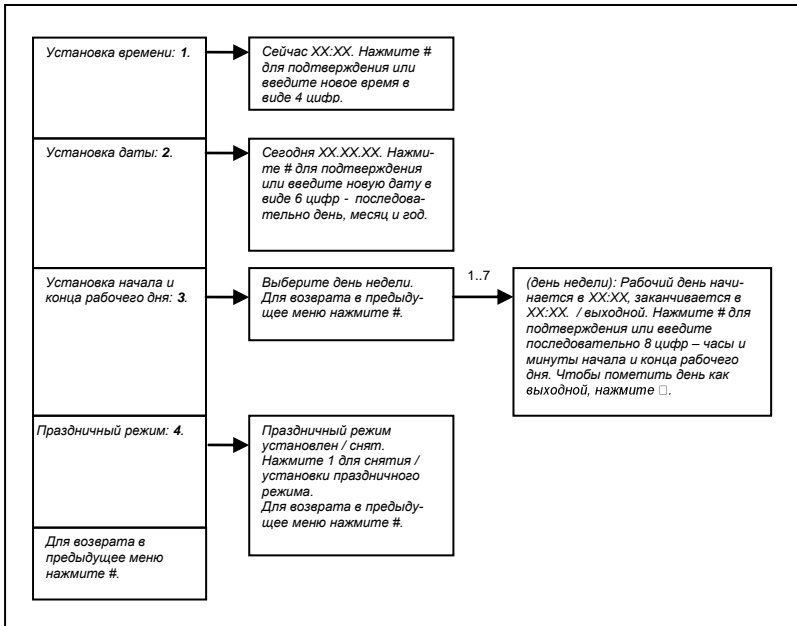 Установка времени: 1.
Сейчас XX:XX. Нажмите #
для подтверждения или
введите новое время в
виде 4 цифр.
Установка даты: 2.
Сегодня XX.XX.XX. Нажми-
те # для подтверждения
или введите новую дату в
виде 6 цифр - последова-
тельно день, месяц и год.
Установка начала и
конца рабочего дня: 3.
Выберите день недели.
Для возврата в предыду-
щее меню нажмите #.
1..7
(день недели): Рабочий день начи-
нается в XX:XX, заканчивается в
XX:XX. / выходной. Нажмите # для
подтверждения или введите
последовательно 8 цифр – часы и
минуты начала и конца рабочего
дня. Чтобы пометить день как
выходной, нажмите □.
Праздничный режим: 4.
Праздничный режим
установлен / снят.
Нажмите 1 для снятия /
установки праздничного
режима.
Для возврата в предыду-
щее меню нажмите #.
Для возврата в
предыдущее меню
нажмите #.